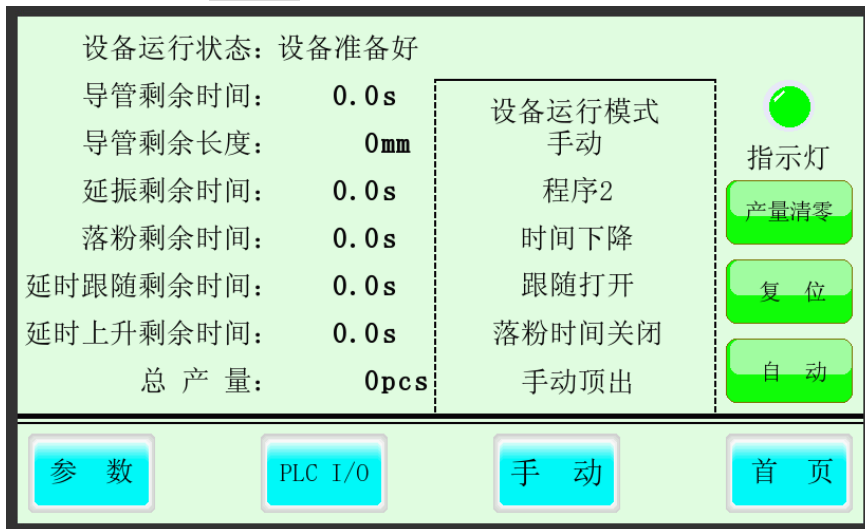 设备运行状态：设备准备好
导管剩余时间： 0.0s
导管剩余长度： 0mm
延振剩余时间： 0.0s
落粉剩余时间： 0.0s
延时跟随剩余时间： 0.0s
延时上升剩余时间： 0.0s
总 产 量： 0pcs
设备运行模式
手动
程序2
时间下降
跟随打开
落粉时间关闭
手动顶出
指示灯
产量清零
复 位
自 动
参 数
PLC I/O
手 动
首 页